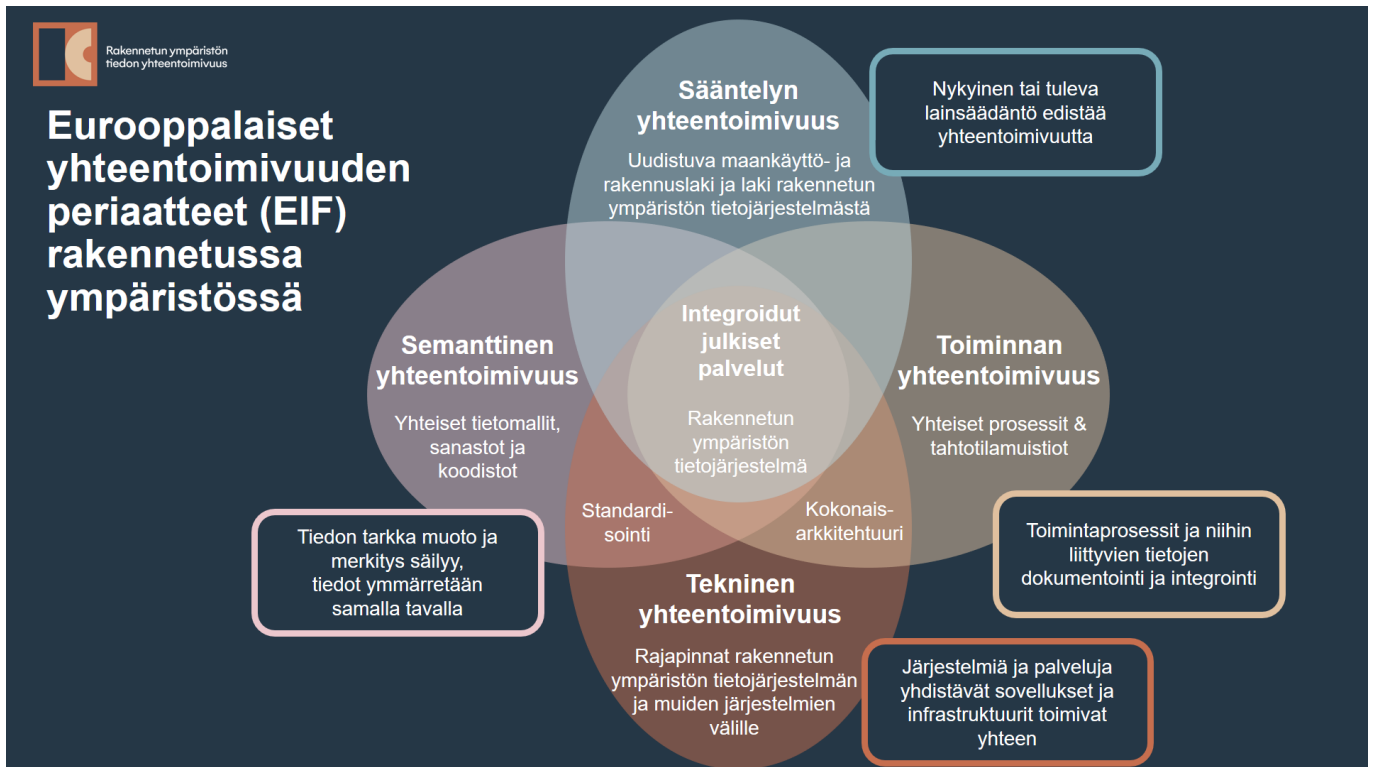 Rakennetun ympäristön
tiedon yhteentoimivuus
Eurooppalaiset
yhteentoimivuuden
periaatteet (EIF)
rakennetussa
ympäristössä
Sääntelyn
yhteentoimivuus
Uudistuva maankäyttö- ja
rakennuslaki ja laki rakennetun
ympäristön tietojärjestelmästä
Nykyinen tai tuleva
lainsäädäntö edistää
yhteentoimivuutta
Semanttinen
yhteentoimivuus
Yhteiset tietomallit,
sanastot ja
koodistot
Integroidut
julkiset
palvelut
Rakennetun
ympäristön
tietojärjestelmä
Toiminnan
yhteentoimivuus
Yhteiset prosessit &
tahtotilamuistiot
Standardi-
sointi
Kokonais-
arkkitehtuuri
Tiedon tarkka muoto ja
merkitys säilyy,
tiedot ymmärretään
samalla tavalla
Toimintaprosessit ja niihin
liittyvien tietojen
dokumentointi ja integrointi
Tekninen
yhteentoimivuus
Rajapinnat rakennetun
ympäristön tietojärjestelmän
ja muiden järjestelmien
välille
Järjestelmiä ja palveluja
yhdistävät sovellukset ja
infrastruktuurit toimivat
yhteen